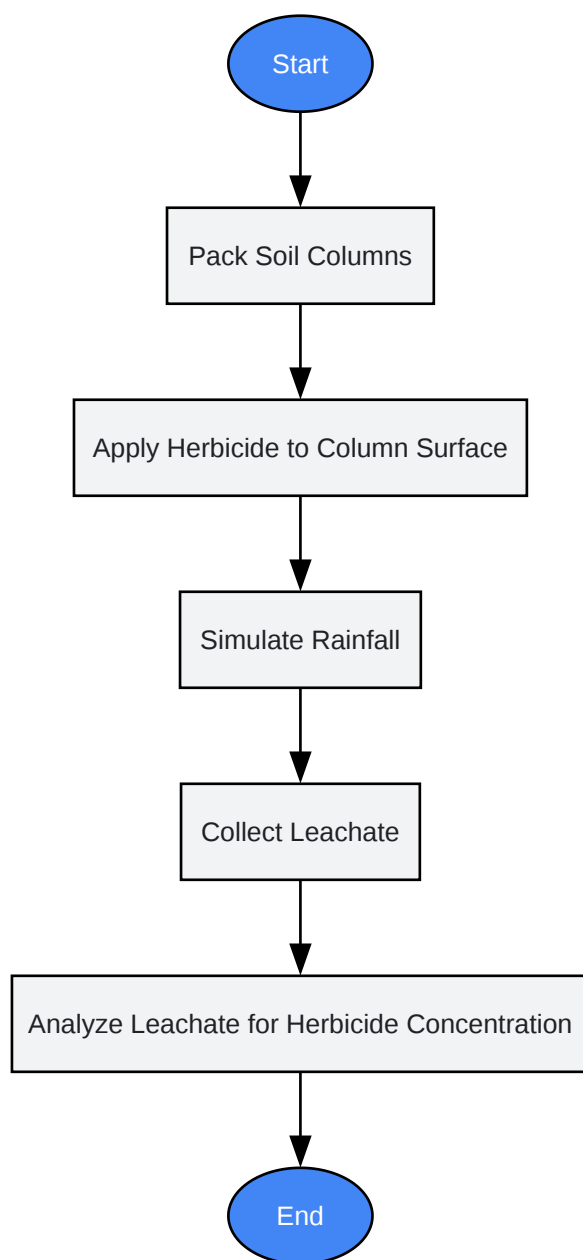 Start
Pack Soil Columns
Apply Herbicide to Column Surface
Simulate Rainfall
Collect Leachate
Analyze Leachate for Herbicide Concentration
End